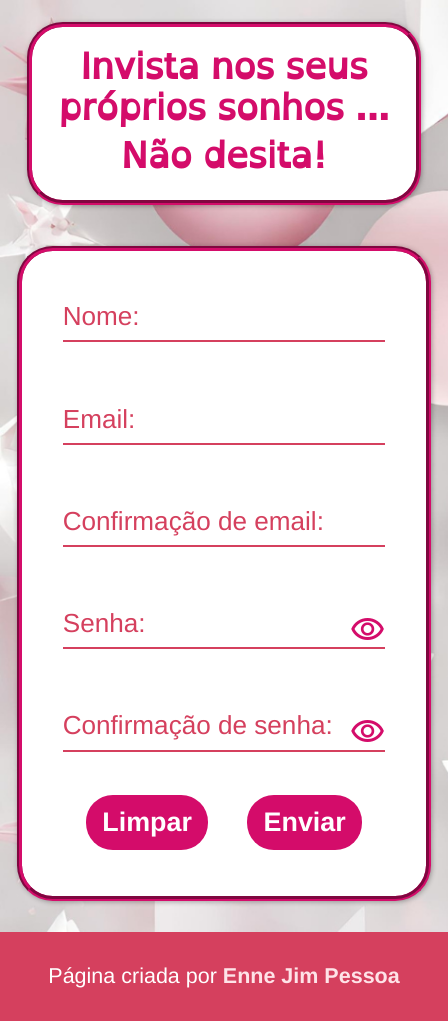 Invista nos seus
próprios sonhos ...
Não desita!
Nome:
Email:
Confirmação de email:
Senha:
Confirmação de senha:
Limpar Enviar
Página criada por Enne Jim Pessoa